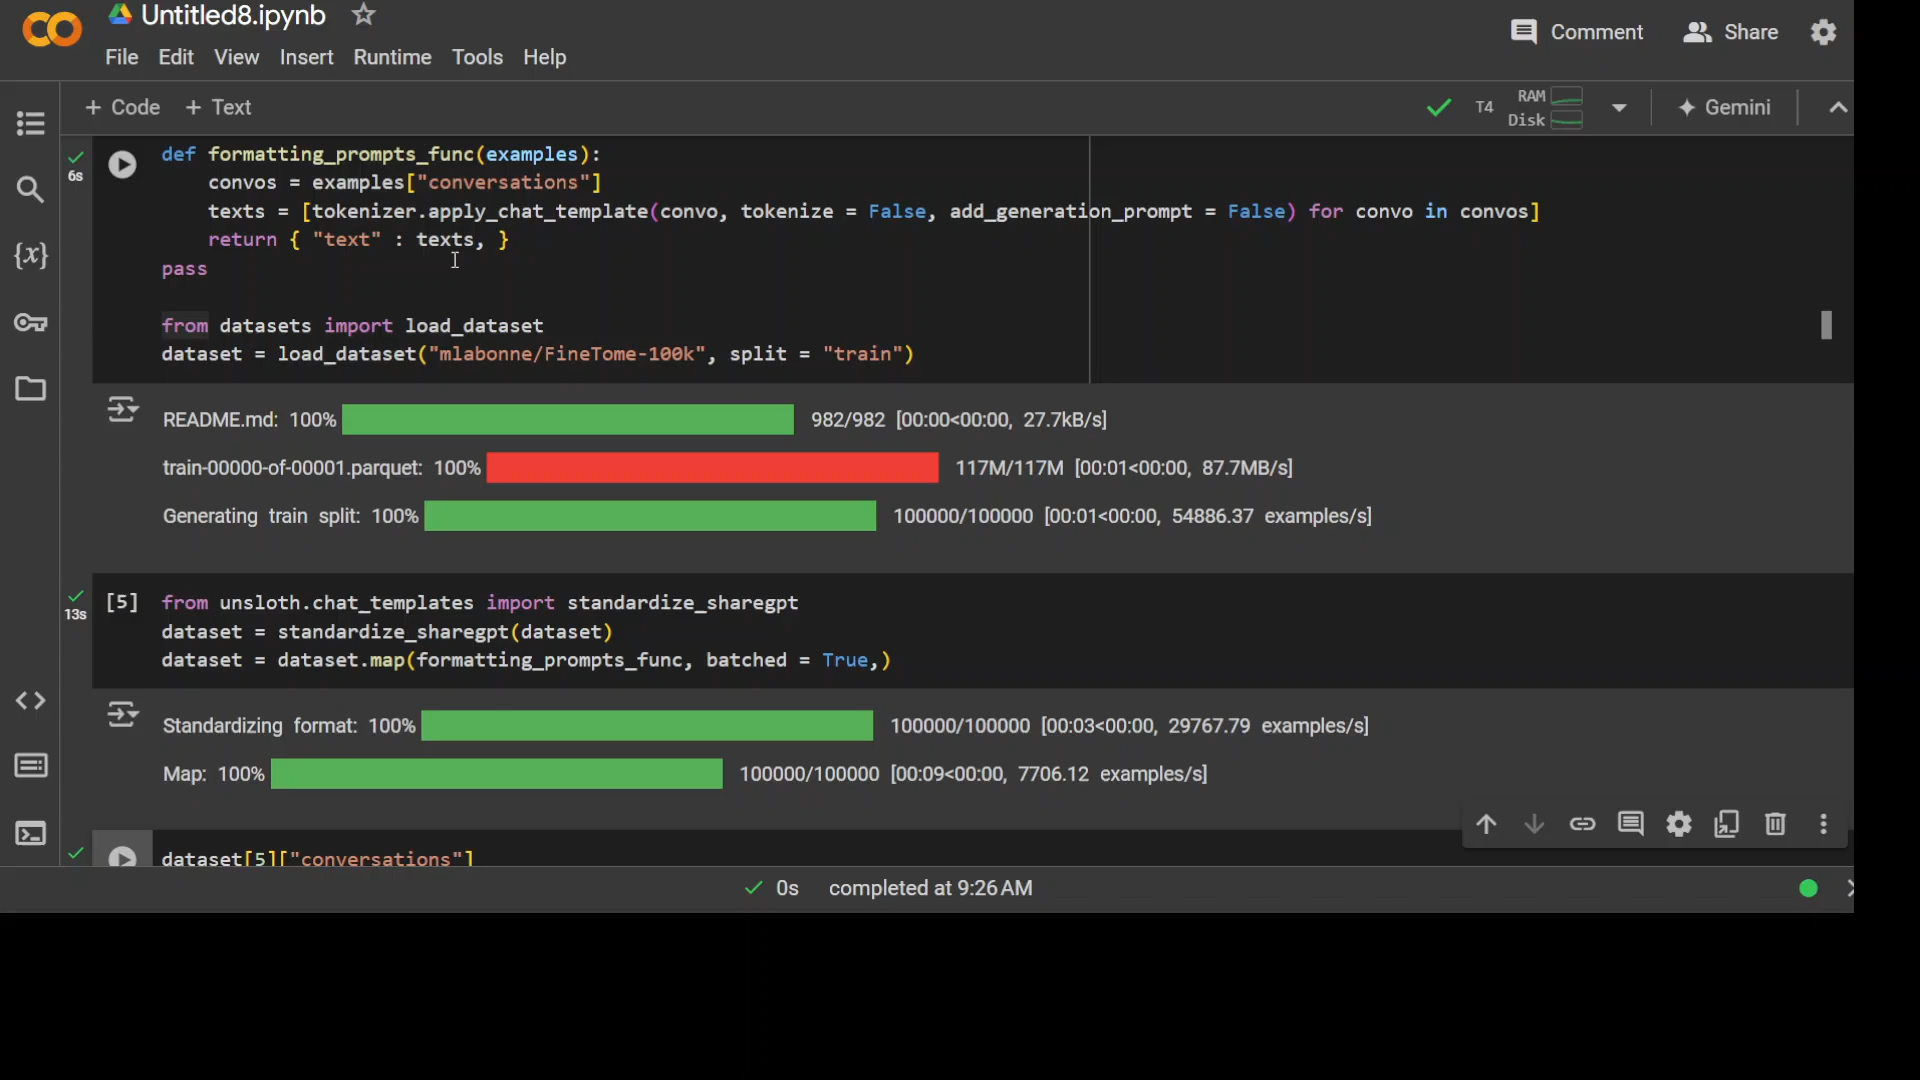 Untitled8.ipynb
File Edit View Insert Runtime Tools Help
Comment Share
+ Code + Text
T4 RAM Disk Gemini
6s
def formatting_prompts_func(examples):
    convos = examples["conversations"]
    texts = [tokenizer.apply_chat_template(convo, tokenize = False, add_generation_prompt = False) for convo in convos]
    return { "text" : texts, }
pass
from datasets import load_dataset
dataset = load_dataset("mlabonne/FineTome-100k", split = "train")
README.md: 100% 982/982 [00:00<00:00, 27.7kB/s]
train-00000-of-00001.parquet: 100% 117M/117M [00:01<00:00, 87.7MB/s]
Generating train split: 100% 100000/100000 [00:01<00:00, 54886.37 examples/s]
13s
[5] from unsloth.chat_templates import standardize_sharegpt
dataset = standardize_sharegpt(dataset)
dataset = dataset.map(formatting_prompts_func, batched = True,)
Standardizing format: 100% 100000/100000 [00:03<00:00, 29767.79 examples/s]
Map: 100% 100000/100000 [00:09<00:00, 7706.12 examples/s]
dataset[5]["conversations"]
0s completed at 9:26 AM